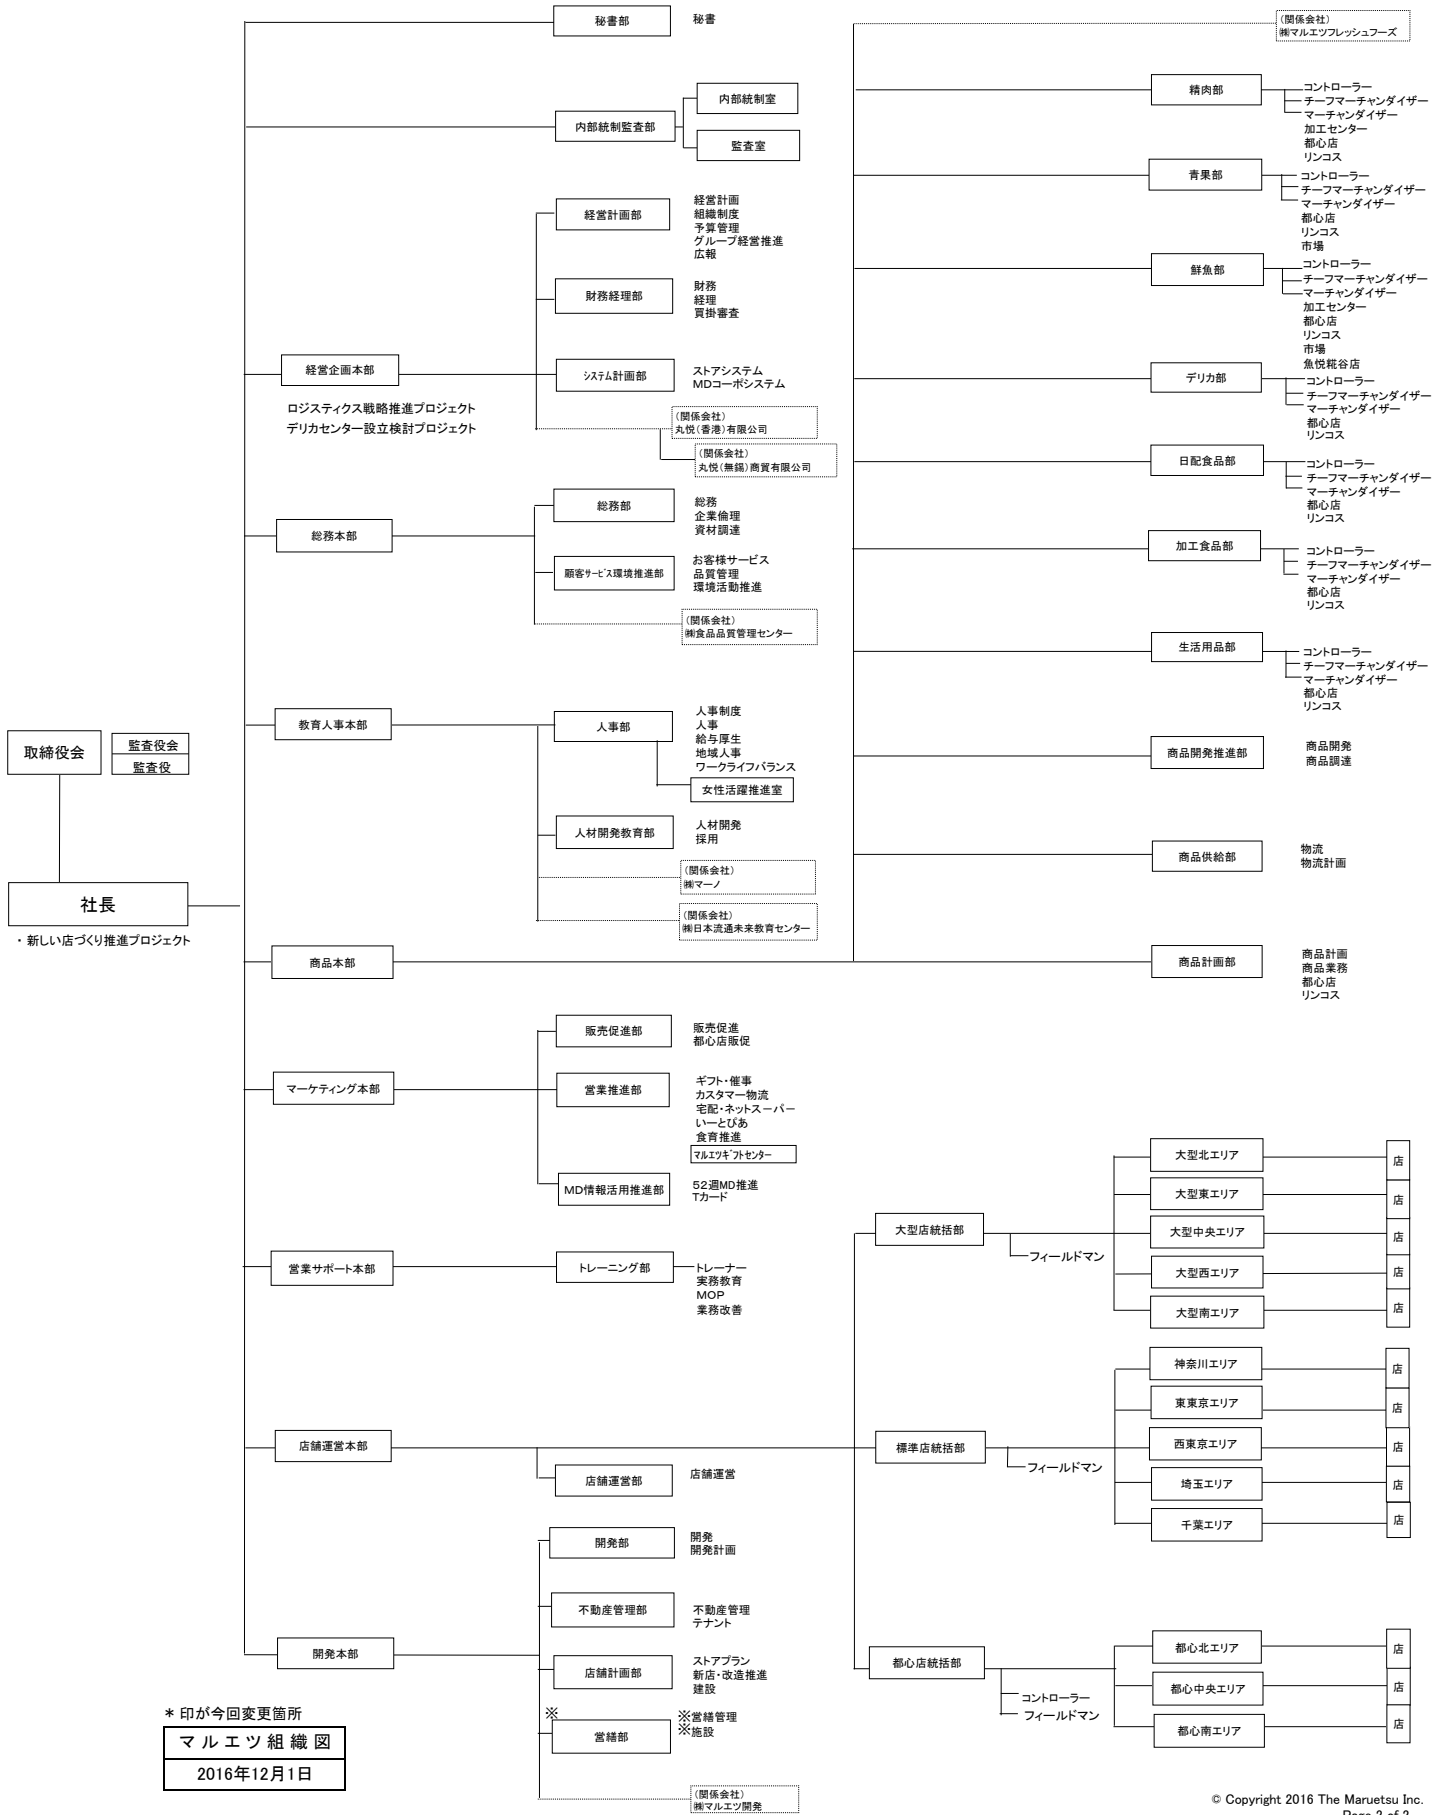 取締役会
監査役会
監査役
社長
・ 新しい店づくり推進プロジェクト
秘書部
秘書
内部統制監査部
内部統制室
監査室
経営企画本部
ロジスティクス戦略推進プロジェクト
デリカセンター設立検討プロジェクト
経営計画部
経営計画
組織制度
予算管理
グループ経営推進
広報
財務経理部
財務
経理
買掛審査
システム計画部
ストアシステム
MDコーポシステム
(関係会社)
丸悦(香港)有限公司
(関係会社)
丸悦(無錫)商貿有限公司
総務本部
総務部
総務
企業倫理
資材調達
顧客サービス環境推進部
お客様サービス
品質管理
環境活動推進
(関係会社)
㈱食品品質管理センター
教育人事本部
人事部
人事制度
人事
給与厚生
地域人事
ワークライフバランス
女性活躍推進室
人材開発教育部
人材開発
採用
(関係会社)
㈱マーノ
(関係会社)
㈱日本流通未来教育センター
商品本部
(関係会社)
㈱マルエツフレッシュフーズ
精肉部
コントローラー
チーフマーチャンダイザー
マーチャンダイザー
加工センター
都心店
リンコス
青果部
コントローラー
チーフマーチャンダイザー
マーチャンダイザー
都心店
リンコス
市場
鮮魚部
コントローラー
チーフマーチャンダイザー
マーチャンダイザー
加工センター
都心店
リンコス
市場
魚悦糀谷店
デリカ部
コントローラー
チーフマーチャンダイザー
マーチャンダイザー
都心店
リンコス
日配食品部
コントローラー
チーフマーチャンダイザー
マーチャンダイザー
都心店
リンコス
加工食品部
コントローラー
チーフマーチャンダイザー
マーチャンダイザー
都心店
リンコス
生活用品部
コントローラー
チーフマーチャンダイザー
マーチャンダイザー
都心店
リンコス
商品開発推進部
商品開発
商品調達
商品供給部
物流
物流計画
商品計画部
商品計画
商品業務
都心店
リンコス
マーケティング本部
販売促進部
販売促進
都心店販促
営業推進部
ギフト・催事
カスタマー物流
宅配・ネットスーパー
いーとぴあ
食育推進
マルエツギフトセンター
MD情報活用推進部
52週MD推進
Tカード
営業サポート本部
トレーニング部
トレーナー
実務教育
MOP
業務改善
店舗運営本部
店舗運営部
店舗運営
大型店統括部
フィールドマン
大型北エリア
店
大型東エリア
店
大型中央エリア
店
大型西エリア
店
大型南エリア
店
標準店統括部
フィールドマン
神奈川エリア
店
東東京エリア
店
西東京エリア
店
埼玉エリア
店
千葉エリア
店
都心店統括部
コントローラー
フィールドマン
都心北エリア
店
都心中央エリア
店
都心南エリア
店
開発本部
開発部
開発
開発計画
不動産管理部
不動産管理
テナント
店舗計画部
ストアプラン
新店・改造推進
建設
※
営繕部
※営繕管理
※施設
(関係会社)
㈱マルエツ開発
* 印が今回変更箇所
マルエツ組織図
2016年12月1日
© Copyright 2016 The Maruetsu Inc.
Page 2 of 2